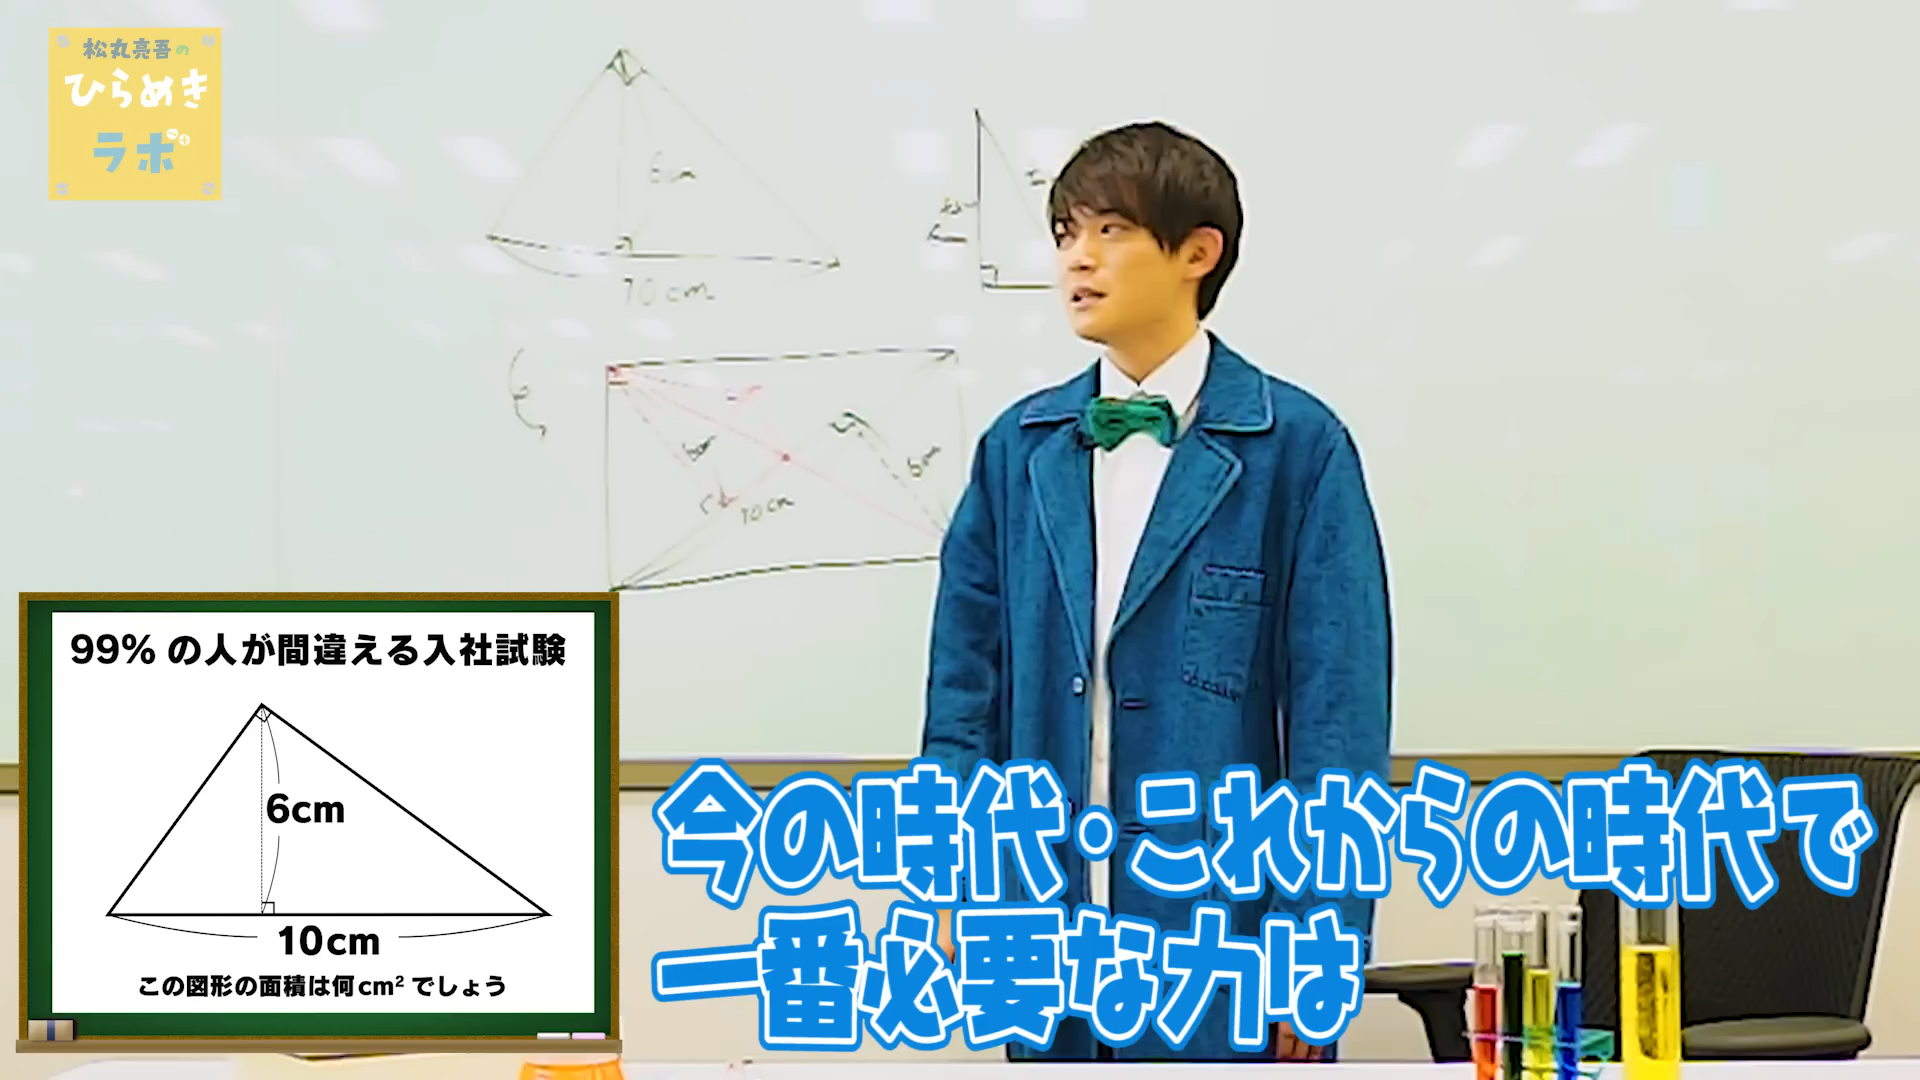 松丸亮吾の
ひらめき
ラボ
6cm
10cm
6cm
6cm
10cm
99%の人が間違える入社試験
6cm
10cm
この図形の面積は何cm²でしょう
今の時代・これからの時代で
一番必要な力は